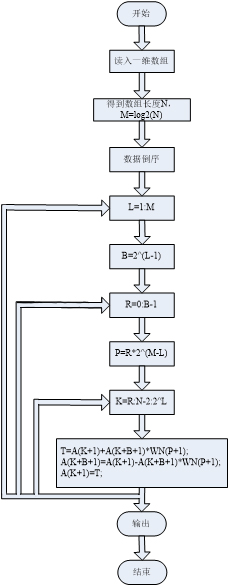 开始
读入一维数组
得到数组长度N,
M=log2(N)
数据倒序
L=1:M
B=2^(L-1)
R=0:B-1
P=R*2^(M-L)
K=R:N-2:2^L
T=A(K+1)+A(K+B+1)*WN(P+1);
A(K+B+1)=A(K+1)-A(K+B+1)*WN(P+1);
A(K+1)=T;
输出
结束